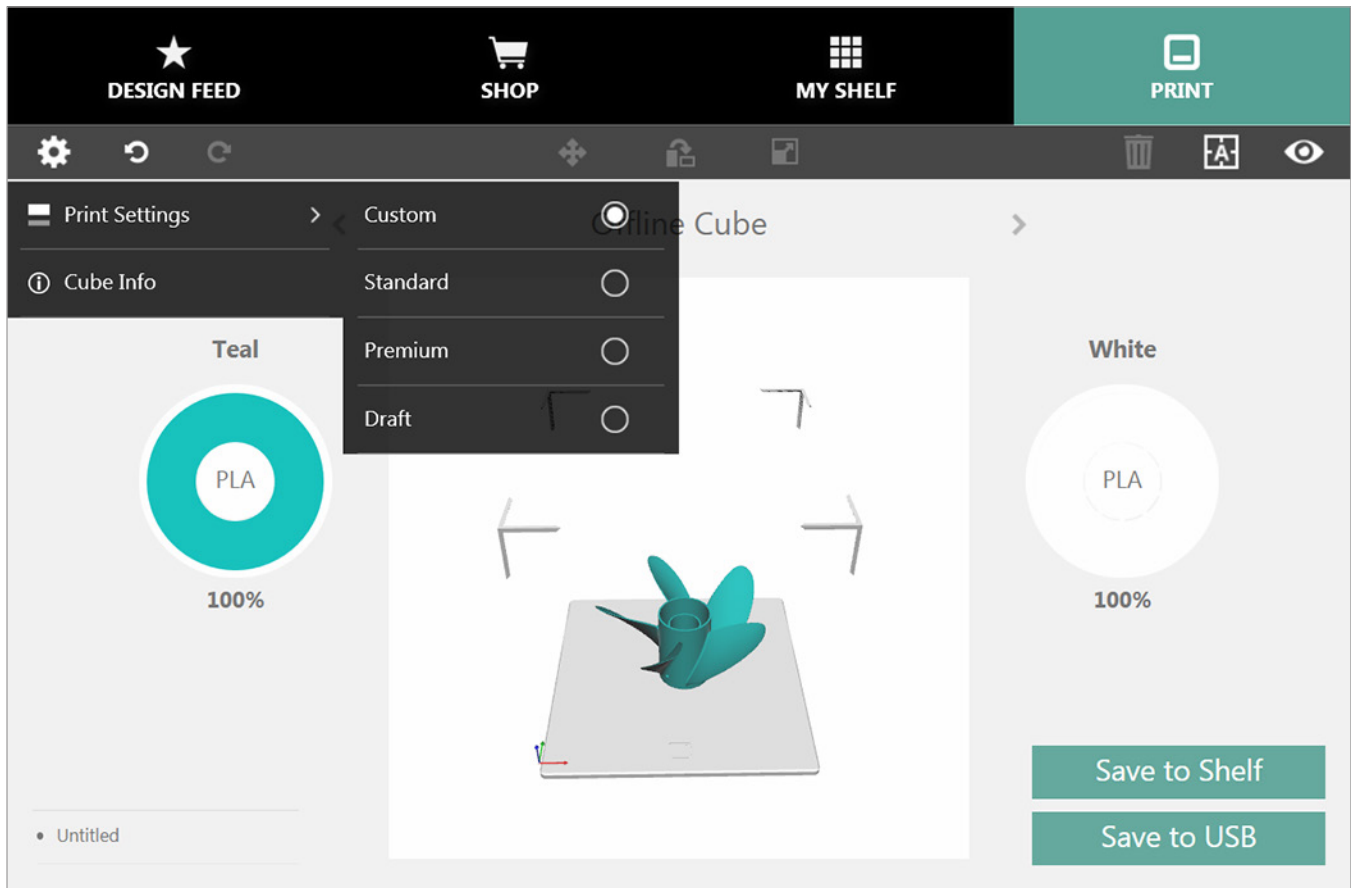 DESIGN FEED
SHOP
MY SHELF
PRINT
A
Print Settings
Custom
Offline Cube
Cube Info
Standard
Teal
Premium
White
Draft
PLA
PLA
100%
100%
Save to Shelf
Untitled
Save to USB